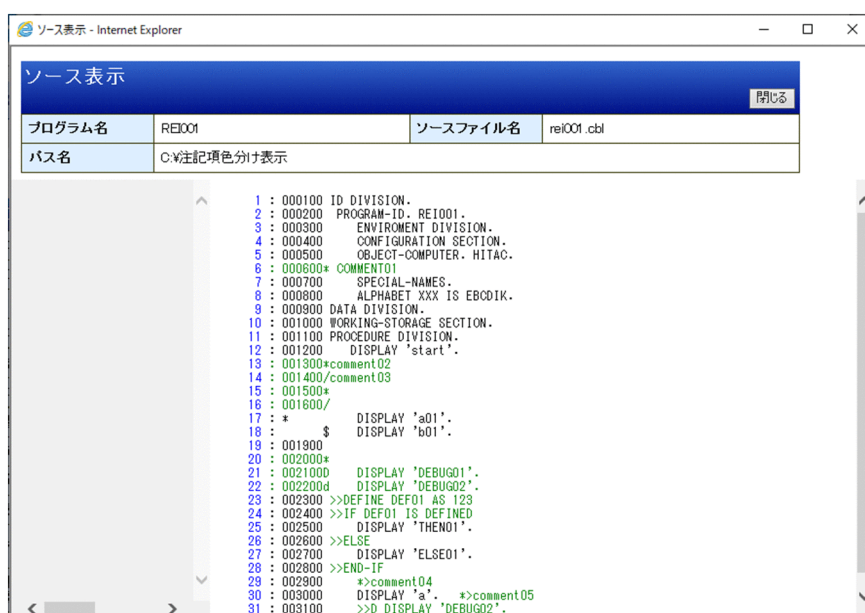 ソース表示 - Internet Explorer
ソース表示
閉じる
プログラム名 REI001 ソースファイル名 rei001.cbl
パス名 C:¥注記項色分け表示
1 : 000100 ID DIVISION.
2 : 000200  PROGRAM-ID. REI001.
3 : 000300     ENVIROMENT DIVISION.
4 : 000400     CONFIGURATION SECTION.
5 : 000500     OBJECT-COMPUTER. HITAC.
6 : 000600* COMMENT01
7 : 000700     SPECIAL-NAMES.
8 : 000800     ALPHABET XXX IS EBCDIK.
9 : 000900 DATA DIVISION.
10 : 001000 WORKING-STORAGE SECTION.
11 : 001100 PROCEDURE DIVISION.
12 : 001200    DISPLAY 'start'.
13 : 001300*comment02
14 : 001400/comment03
15 : 001500*
16 : 001600/
17 : *          DISPLAY 'a01'.
18 :       $    DISPLAY 'b01'.
19 : 001900
20 : 002000*
21 : 002100D    DISPLAY 'DEBUG01'.
22 : 002200d    DISPLAY 'DEBUG02'.
23 : 002300 >>DEFINE DEF01 AS 123
24 : 002400 >>IF DEF01 IS DEFINED
25 : 002500     DISPLAY 'THEN01'.
26 : 002600 >>ELSE
27 : 002700     DISPLAY 'ELSE01'.
28 : 002800 >>END-IF
29 : 002900     *>comment04
30 : 003000     DISPLAY 'a'.   *>comment05
31 : 003100     >>D DISPLAY 'DEBUG02'.